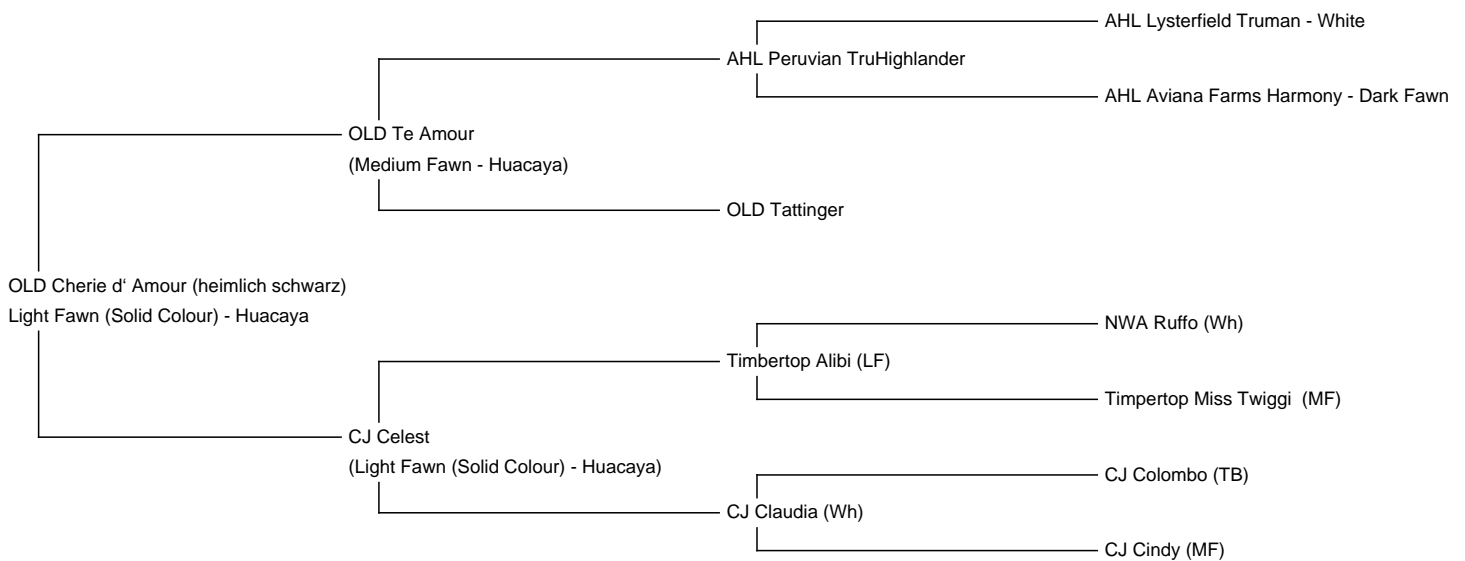 AHL Lysterfield Truman - White
AHL Peruvian TruHighlander
AHL Aviana Farms Harmony - Dark Fawn
OLD Te Amour
(Medium Fawn - Huacaya)
OLD Tattinger
OLD Cherie d‘ Amour (heimlich schwarz)
Light Fawn (Solid Colour) - Huacaya
NWA Ruffo (Wh)
Timbertop Alibi (LF)
Timpertop Miss Twiggi  (MF)
CJ Celest
(Light Fawn (Solid Colour) - Huacaya)
CJ Colombo (TB)
CJ Claudia (Wh)
CJ Cindy (MF)